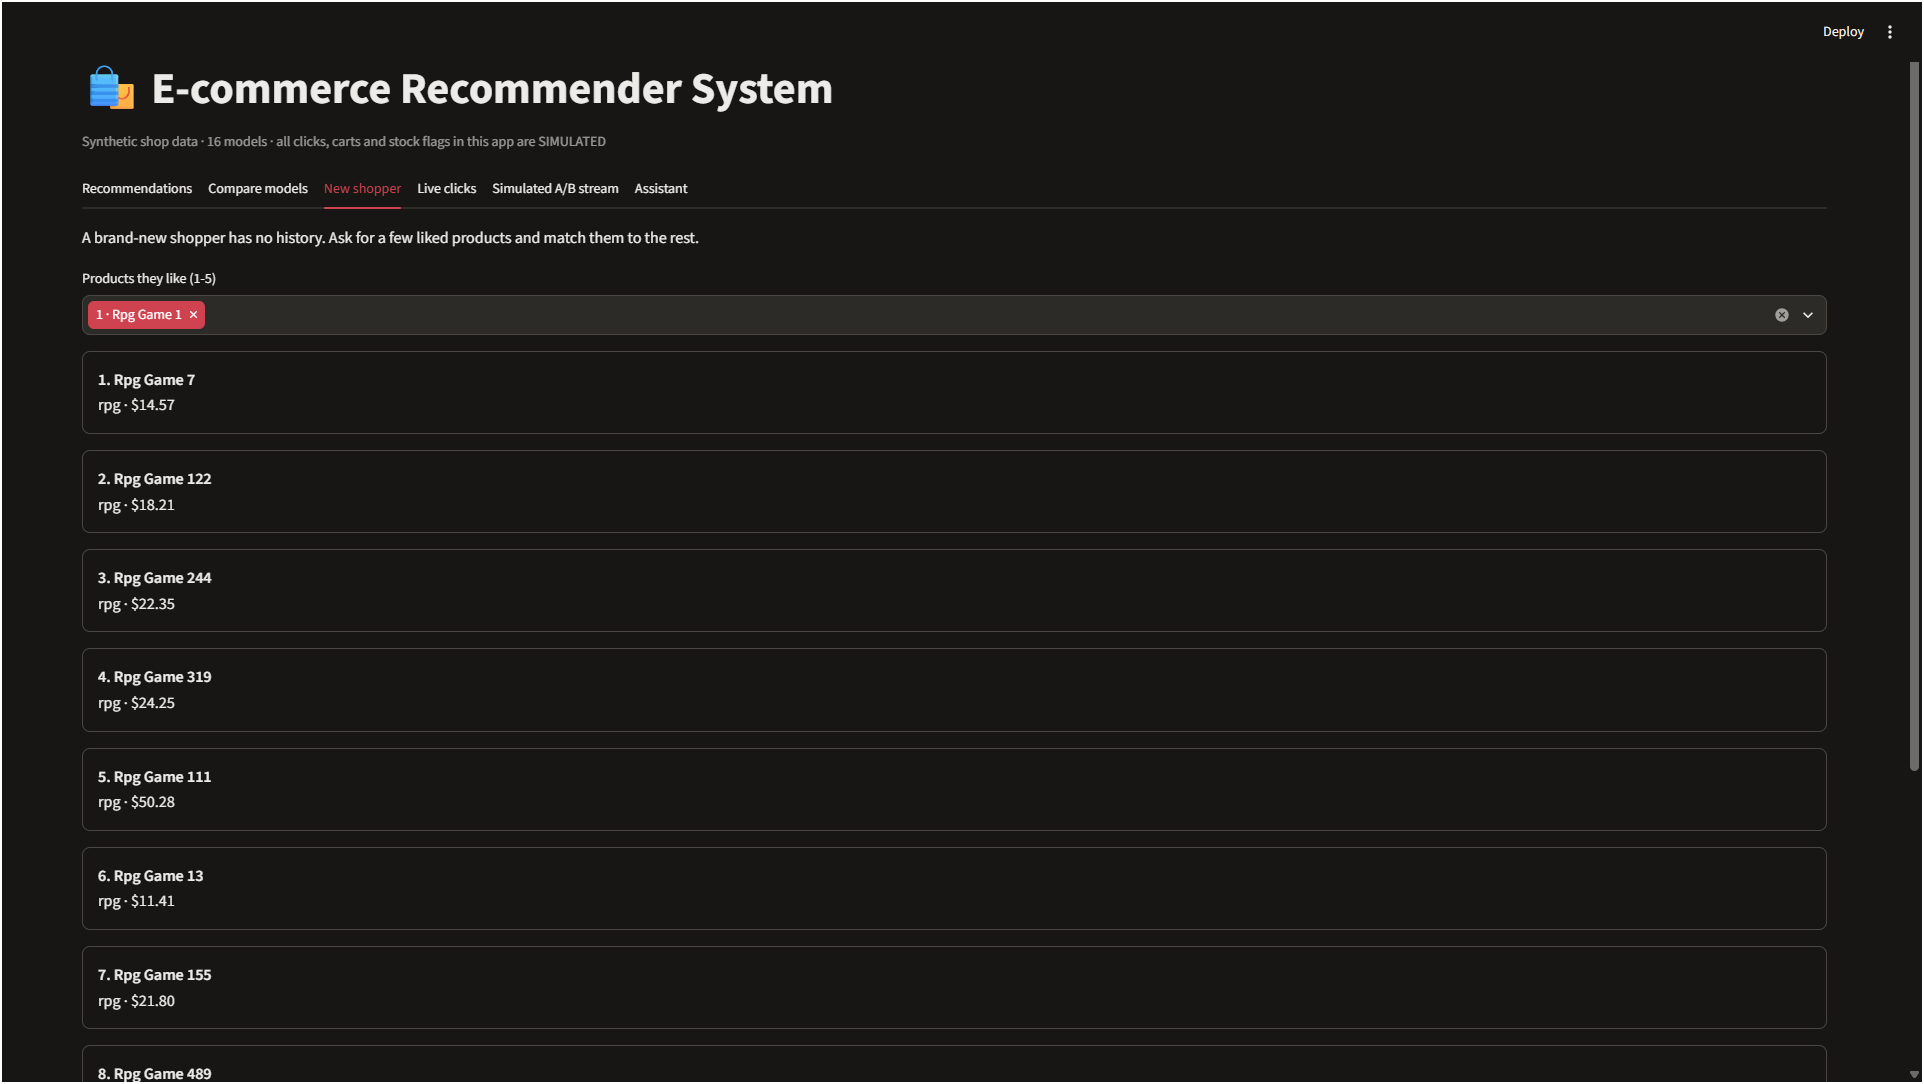 Deploy
E-commerce Recommender System
Synthetic shop data · 16 models · all clicks, carts and stock flags in this app are SIMULATED
Recommendations Compare models New shopper Live clicks Simulated A/B stream Assistant
A brand-new shopper has no history. Ask for a few liked products and match them to the rest.
Products they like (1-5)
1 · Rpg Game 1
1. Rpg Game 7
rpg · $14.57
2. Rpg Game 122
rpg · $18.21
3. Rpg Game 244
rpg · $22.35
4. Rpg Game 319
rpg · $24.25
5. Rpg Game 111
rpg · $50.28
6. Rpg Game 13
rpg · $11.41
7. Rpg Game 155
rpg · $21.80
8. Rpg Game 489